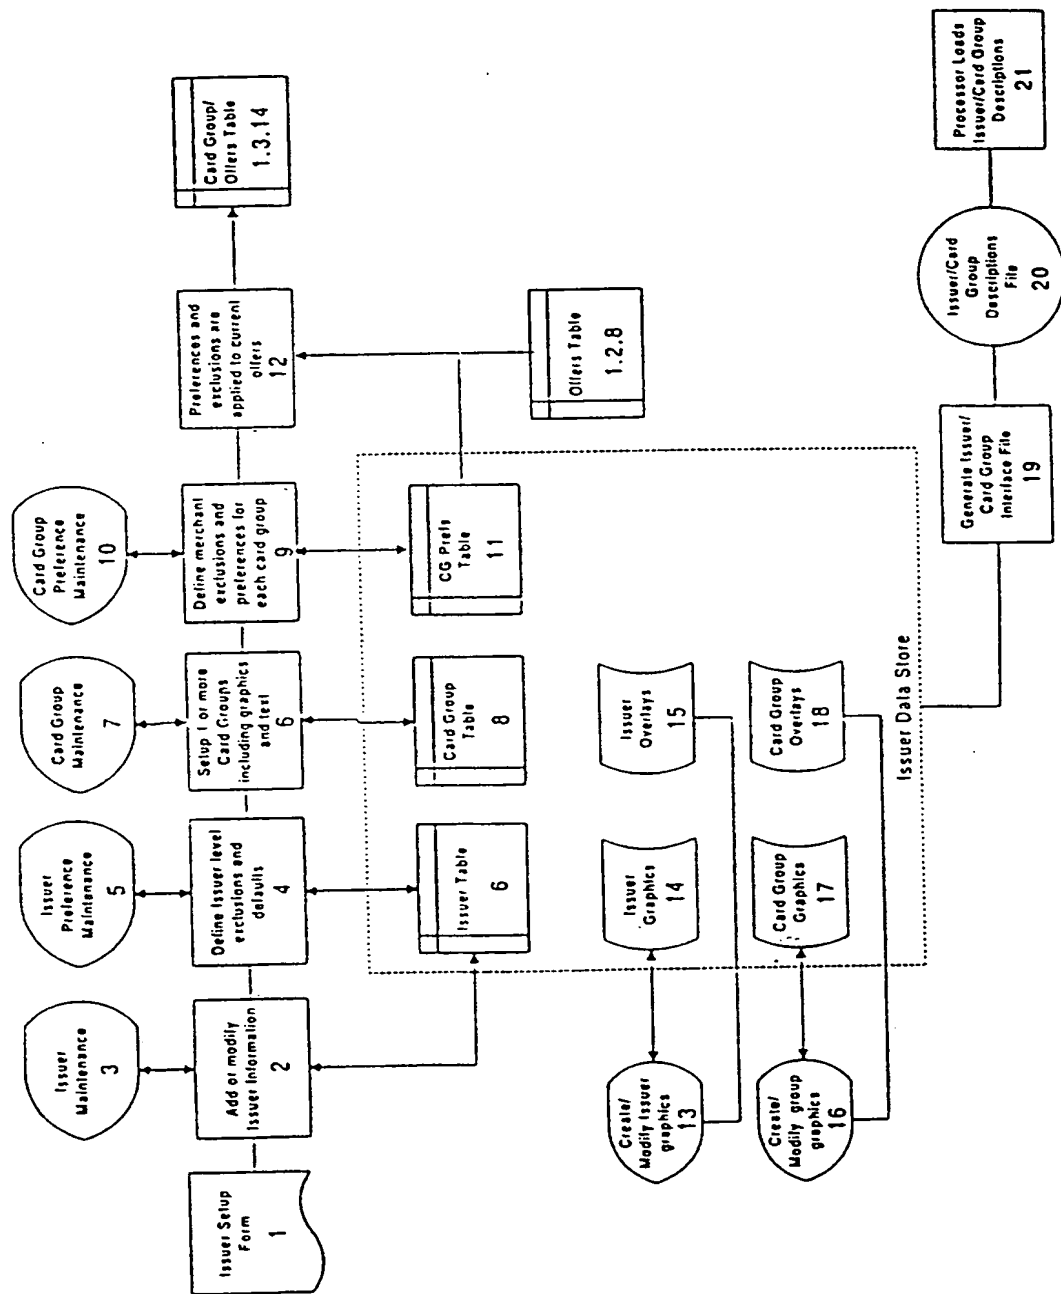 Issuer Setup
Form
1
Add or modify
Issuer Information
2
Issuer
Maintenance
3
Define Issuer level
exclusions and
defaults
4
Issuer
Preference
Maintenance
5
Issuer Table
6
Setup 1 or more
Card Groups
including graphics
and text
6
Card Group
Maintenance
7
Card Group
Table
8
Define merchant
exclusions and
preferences for
each card group
9
Card Group
Preference
Maintenance
10
CG Prefs
Table
11
Preferences and
exclusions are
applied to current
offers
12
Card Group/
Offers Table
1.3.14
Offers Table
1.2.8
Create/
Modify Issuer
graphics
13
Issuer
Graphics
14
Issuer
Overlays
15
Create/
Modify group
graphics
16
Card Group
Graphics
17
Card Group
Overlays
18
Issuer Data Store
Generate Issuer/
Card Group
Interface File
19
Issuer/Card
Group
Descriptions
File
20
Processor Loads
Issuer/Card Group
Descriptions
21